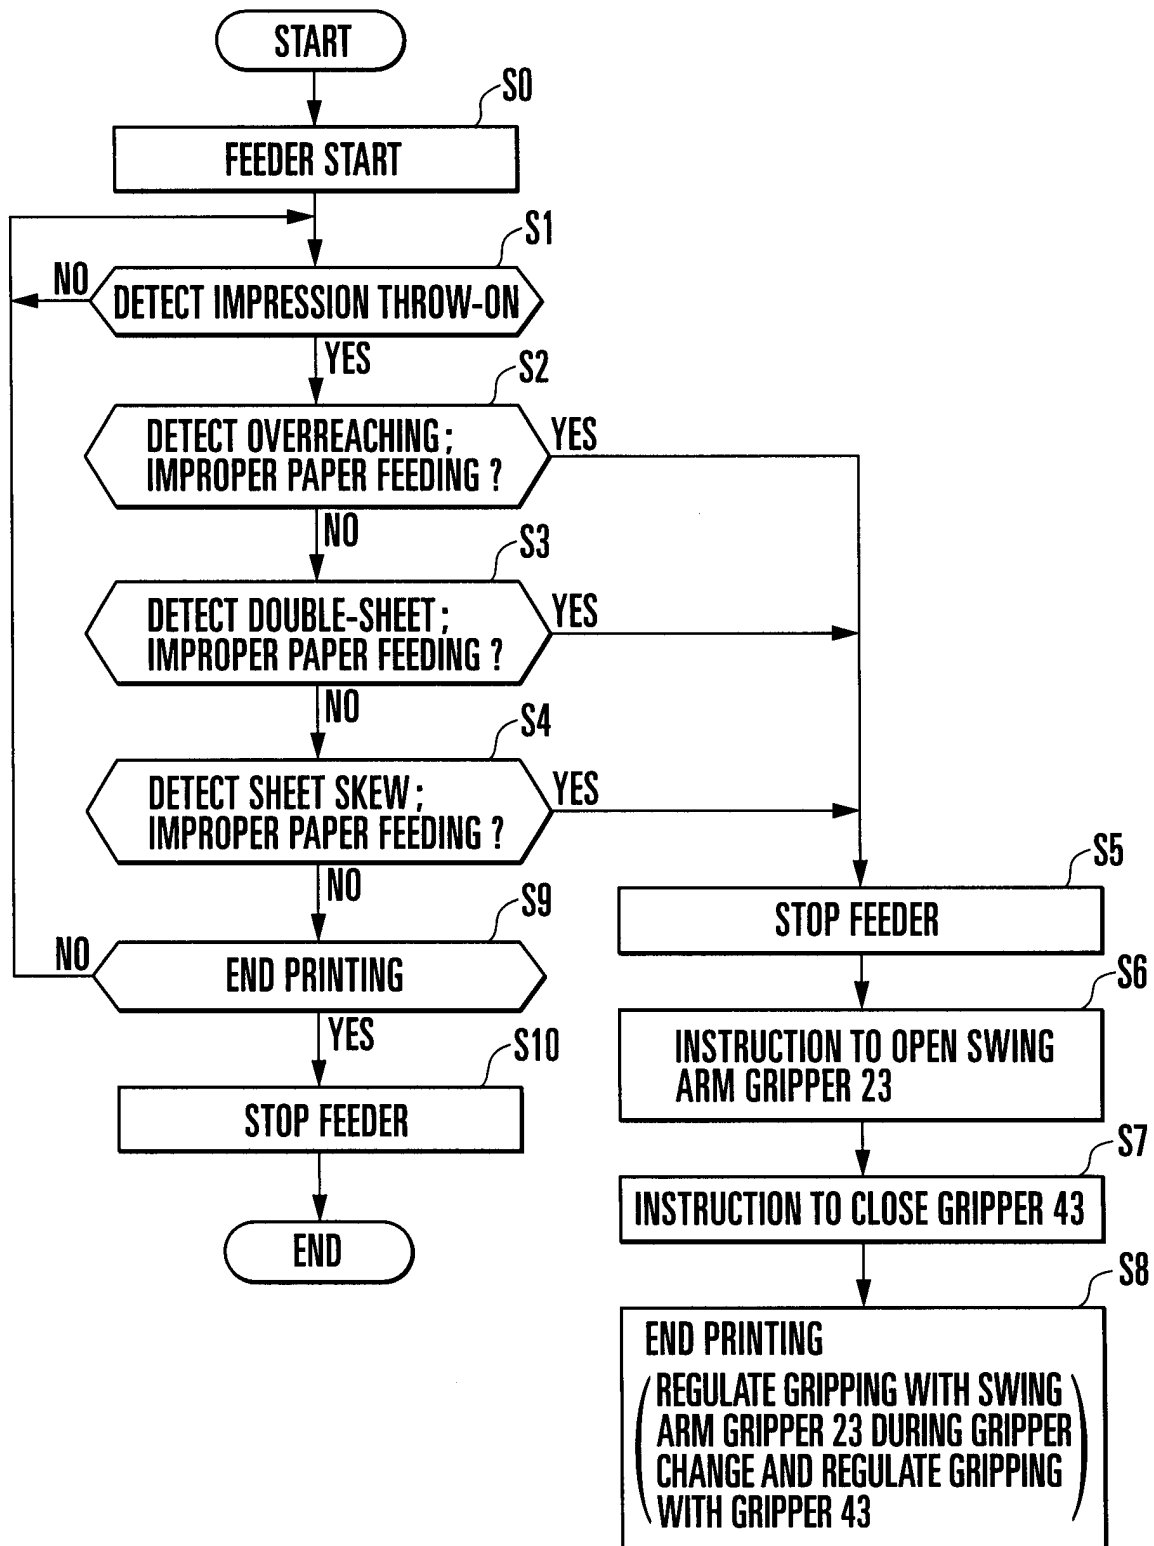 START
S0
FEEDER START
S1
NO
DETECT IMPRESSION THROW-ON
YES
S2
DETECT OVERREACHING;
IMPROPER PAPER FEEDING ?
YES
NO
S3
DETECT DOUBLE-SHEET;
IMPROPER PAPER FEEDING ?
YES
NO
S4
DETECT SHEET SKEW;
IMPROPER PAPER FEEDING ?
YES
NO
S9
NO
END PRINTING
YES
S10
STOP FEEDER
END
S5
STOP FEEDER
S6
INSTRUCTION TO OPEN SWING
ARM GRIPPER 23
S7
INSTRUCTION TO CLOSE GRIPPER 43
S8
END PRINTING
(REGULATE GRIPPING WITH SWING
ARM GRIPPER 23 DURING GRIPPER
CHANGE AND REGULATE GRIPPING
WITH GRIPPER 43)